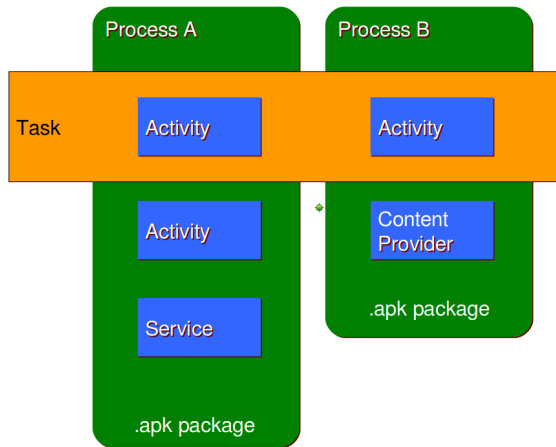 Process A
Process B
Task
Activity
Activity
Activity
Content
Provider
Service
.apk package
.apk package